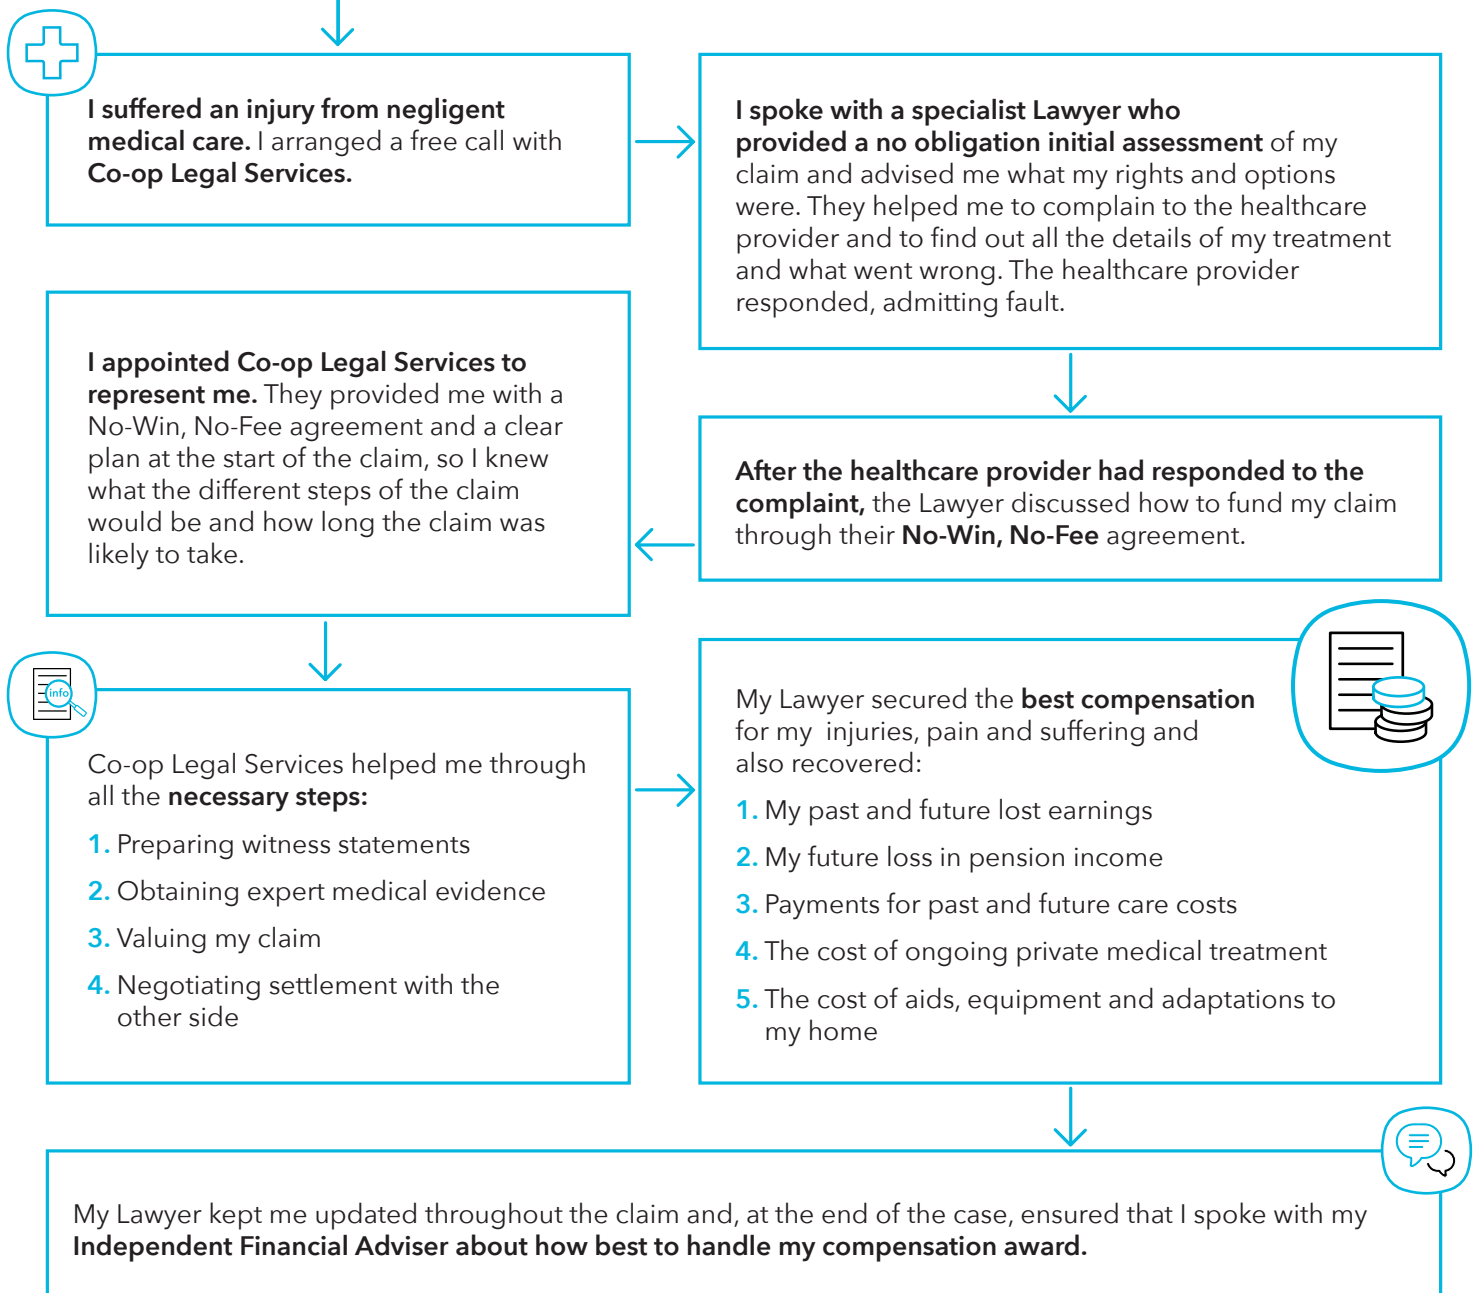 I suffered an injury from negligent
medical care. I arranged a free call with
Co-op Legal Services.
I spoke with a specialist Lawyer who
provided a no obligation initial assessment of my
claim and advised me what my rights and options
were. They helped me to complain to the healthcare
provider and to find out all the details of my treatment
and what went wrong. The healthcare provider
responded, admitting fault.
After the healthcare provider had responded to the
complaint, the Lawyer discussed how to fund my claim
through their No-Win, No-Fee agreement.
I appointed Co-op Legal Services to
represent me. They provided me with a
No-Win, No-Fee agreement and a clear
plan at the start of the claim, so I knew
what the different steps of the claim
would be and how long the claim was
likely to take.
info
Co-op Legal Services helped me through
all the necessary steps:
1. Preparing witness statements
2. Obtaining expert medical evidence
3. Valuing my claim
4. Negotiating settlement with the
other side
My Lawyer secured the best compensation
for my  injuries, pain and suffering and
also recovered:
1. My past and future lost earnings
2. My future loss in pension income
3. Payments for past and future care costs
4. The cost of ongoing private medical treatment
5. The cost of aids, equipment and adaptations to
my home
My Lawyer kept me updated throughout the claim and, at the end of the case, ensured that I spoke with my
Independent Financial Adviser about how best to handle my compensation award.